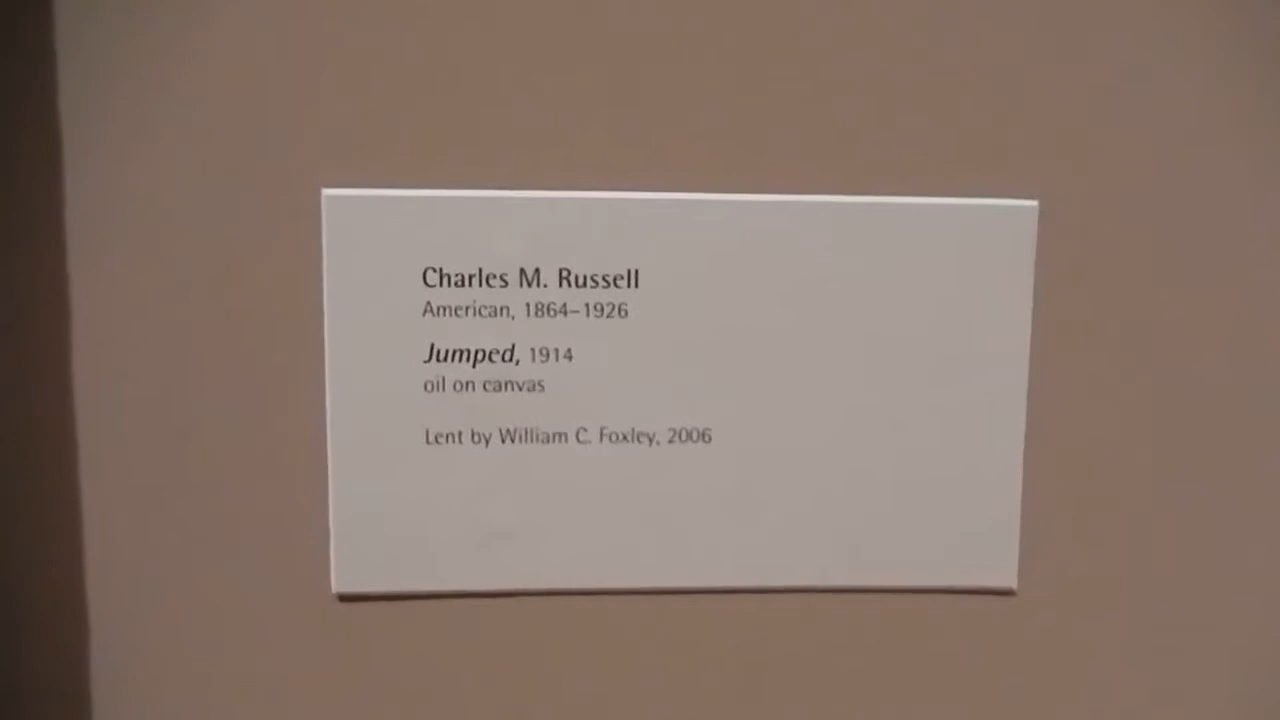 Charles M. Russell
American, 1864–1926
Jumped, 1914
oil on canvas
Lent by William C. Foxley, 2006